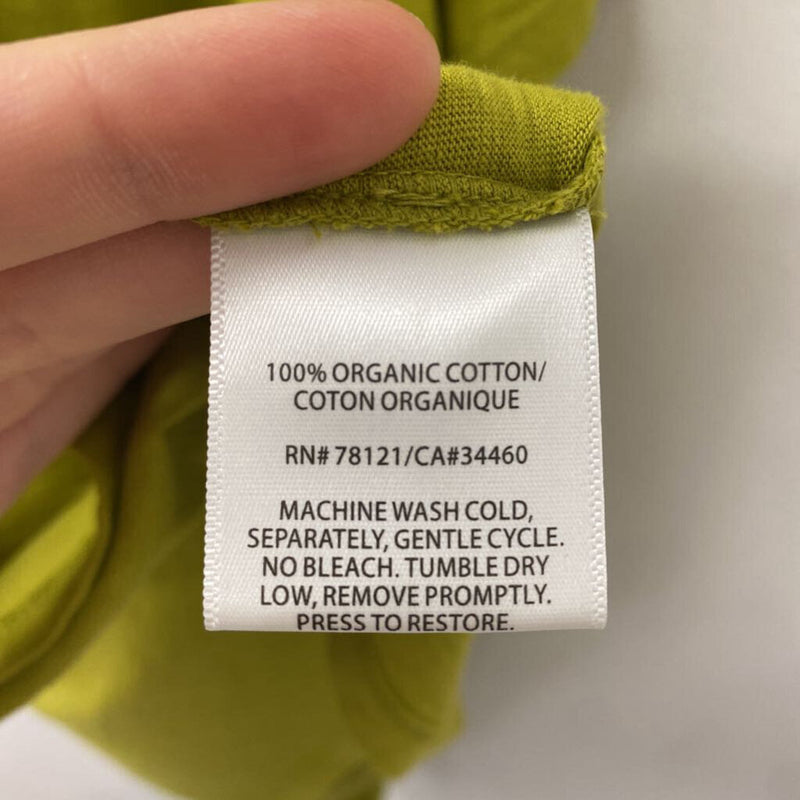 100% ORGANIC COTTON/
COTON ORGANIQUE
RN# 78121/CA#34460
MACHINE WASH COLD,
SEPARATELY, GENTLE CYCLE.
NO BLEACH. TUMBLE DRY
LOW, REMOVE PROMPTLY.
PRESS TO RESTORE.